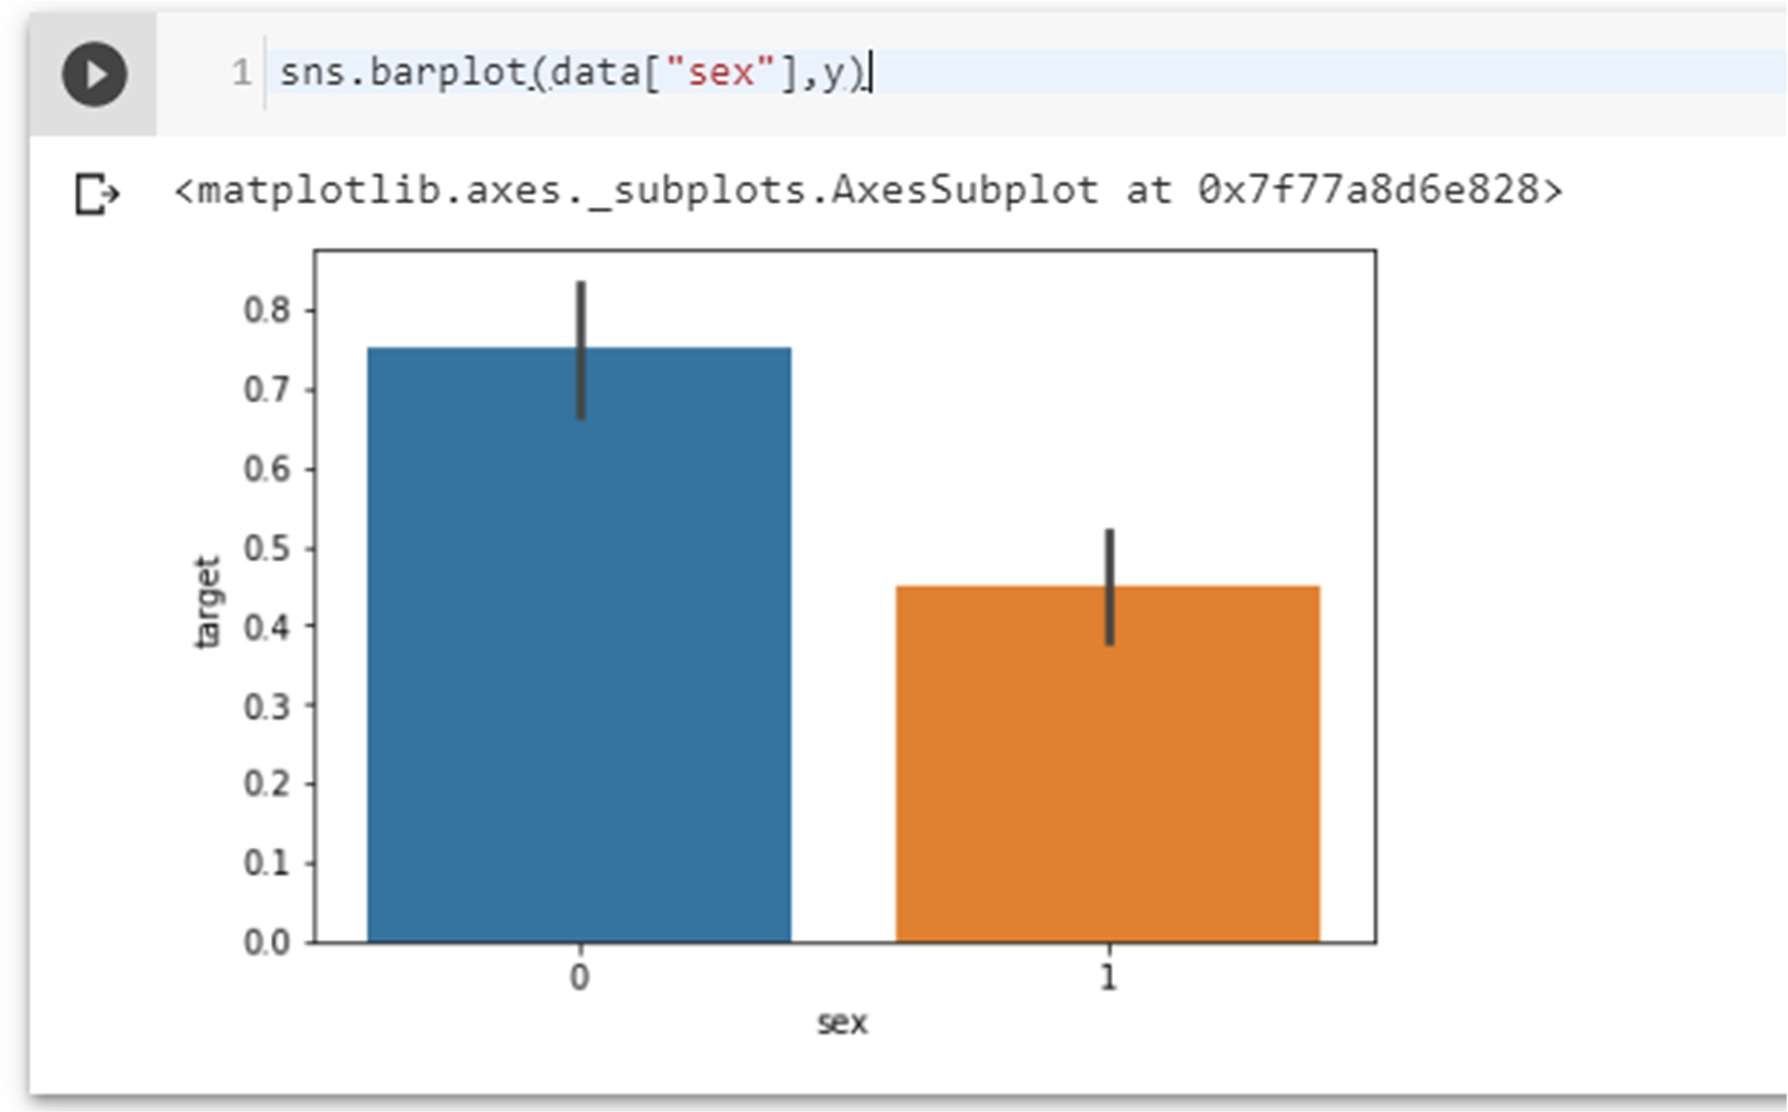 1 sns.barplot(data["sex"],y)
<matplotlib.axes._subplots.AxesSubplot at 0x7f77a8d6e828>
0.8
0.7
0.6
0.5
0.4
0.3
0.2
0.1
0.0
target
0 1
sex